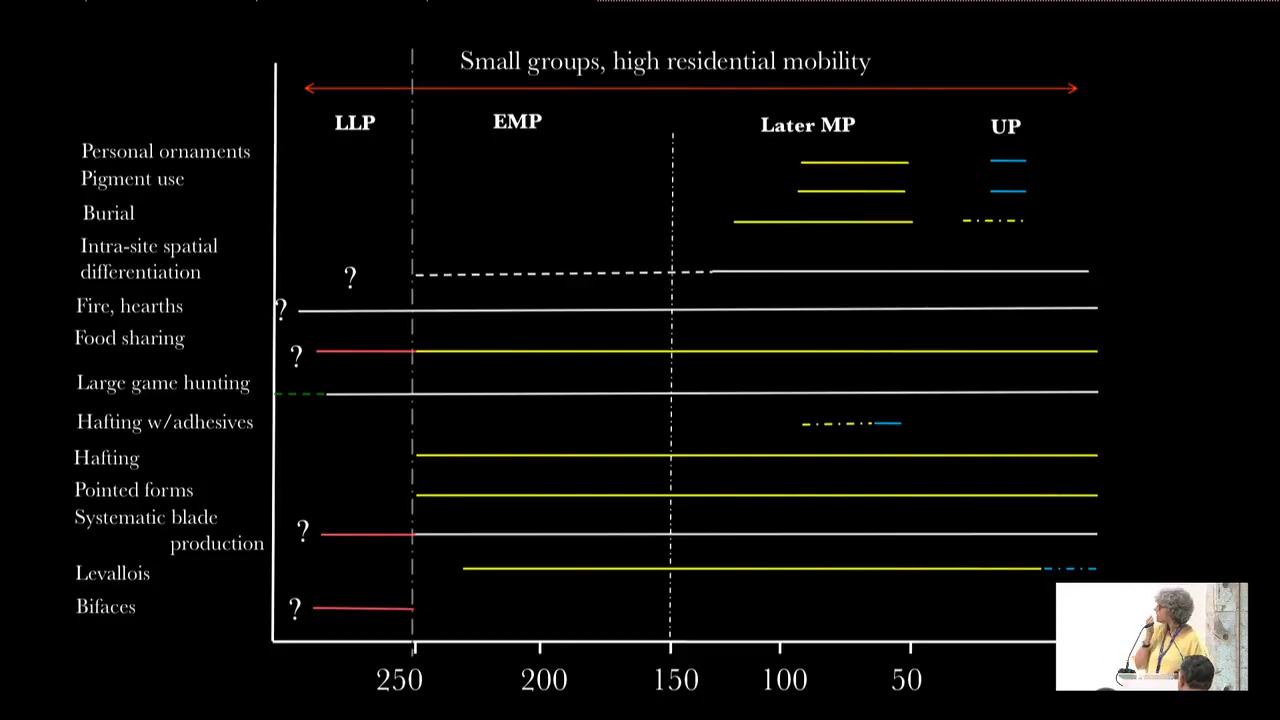 Small groups, high residential mobility
LLP
EMP
Later MP
UP
Personal ornaments
Pigment use
Burial
Intra-site spatial
differentiation
?
Fire, hearths
?
Food sharing
?
Large game hunting
Hafting w/adhesives
Hafting
Pointed forms
Systematic blade
production
?
Levallois
Bifaces
?
250
200
150
100
50